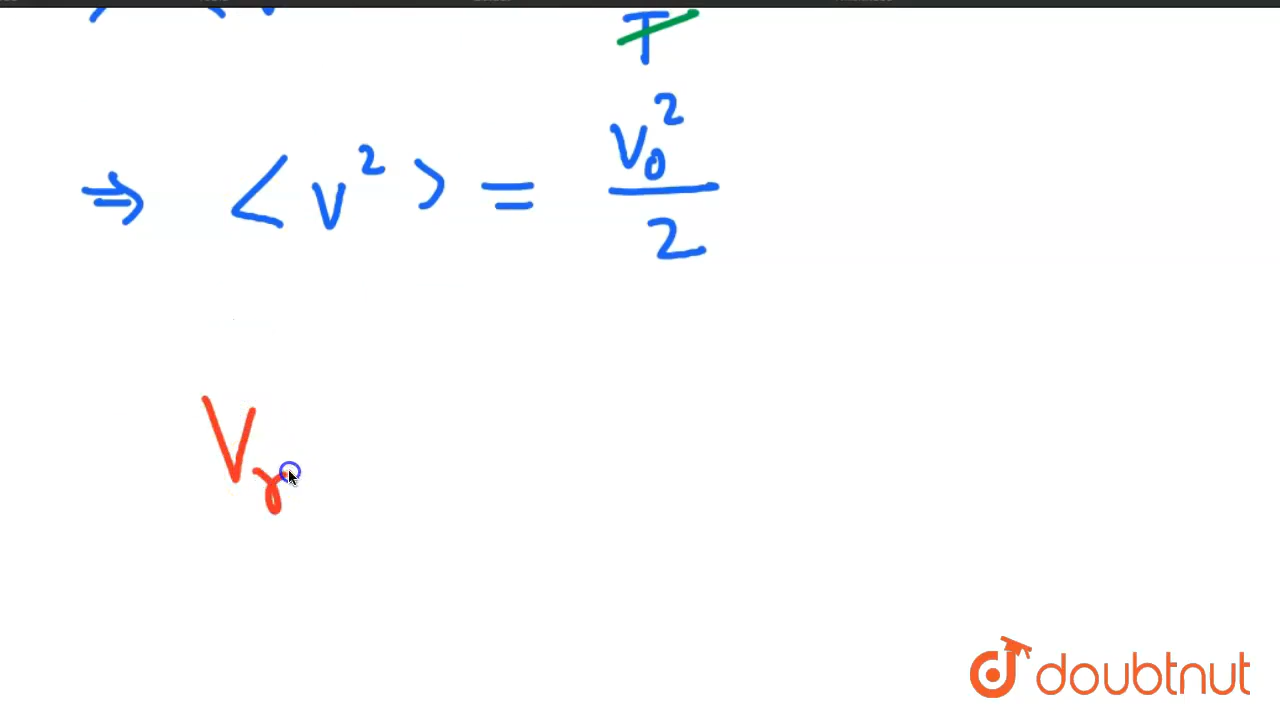 T
⇒ <v²> = v₀²/2
Vr
doubtnut